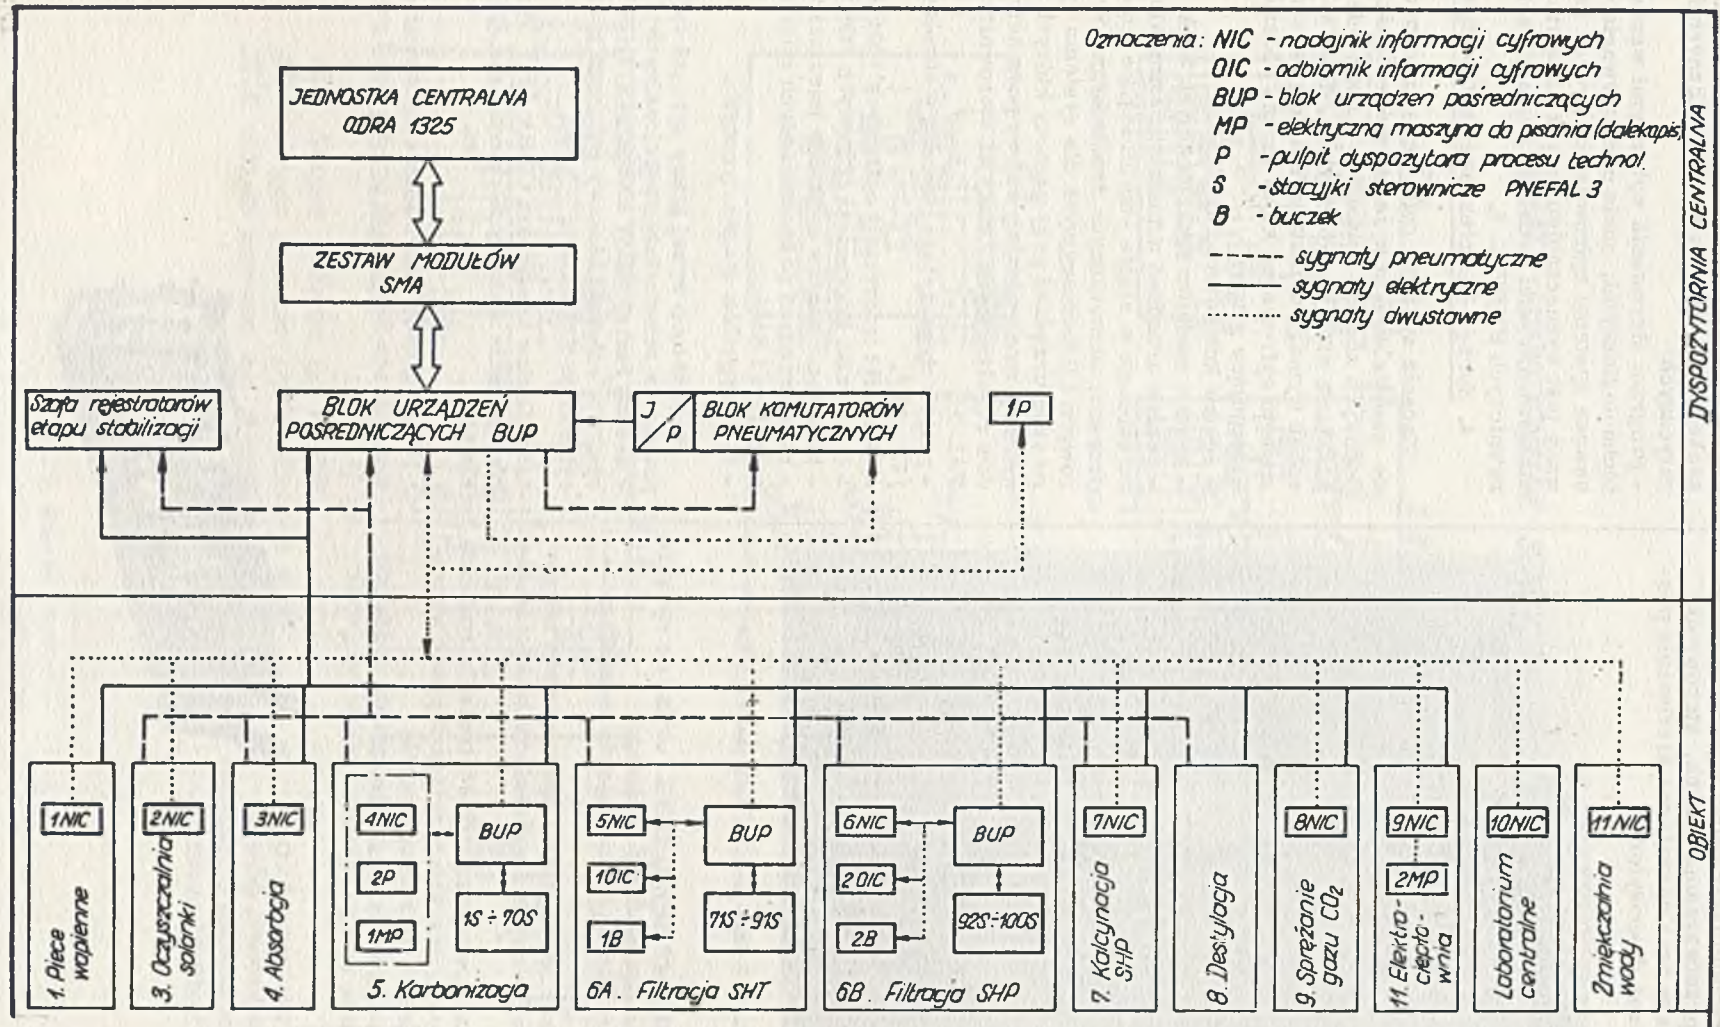 Oznaczenia: NIC - nadajnik informacji cyfrowych
OIC - odbiornik informacji cyfrowych
BUP - blok urządzeń pośredniczących
MP - elektryczna maszyna do pisania (dalekopis)
P - pulpit dyspozytora procesu technol.
S - stacyjki sterownicze PNEFAL 3
B - buczek
sygnały pneumatyczne
sygnały elektryczne
sygnały dwustawne
DYSPOZYTORNIA CENTRALNA
JEDNOSTKA CENTRALNA
ODRA 1325
ZESTAW MODUŁÓW
SMA
Szafa rejestratorów
etapu stabilizacji
BLOK URZĄDZEŃ
POŚREDNICZĄCYCH BUP
J/P
BLOK KOMUTATORÓW
PNEUMATYCZNYCH
1P
OBIEKT
1NIC
1. Piece
wapienne
2NIC
3. Oczyszczalnia
solanki
3NIC
4. Absorbcja
4NIC
2P
1MP
BUP
1S ÷ 70S
5. Karbonizacja
5NIC
1OIC
1B
BUP
71S ÷ 91S
6A. Filtracja SHT
6NIC
2OIC
2B
BUP
92S÷100S
6B. Filtracja SHP
7NIC
7. Kalcynacja
SHP
8. Destylacja
8NIC
9. Sprężanie
gazu CO2
9NIC
2MP
11. Elektro-
ciepło-
wnia
10NIC
Laboratorium
centralne
11NIC
Zmiękczalnia
wody